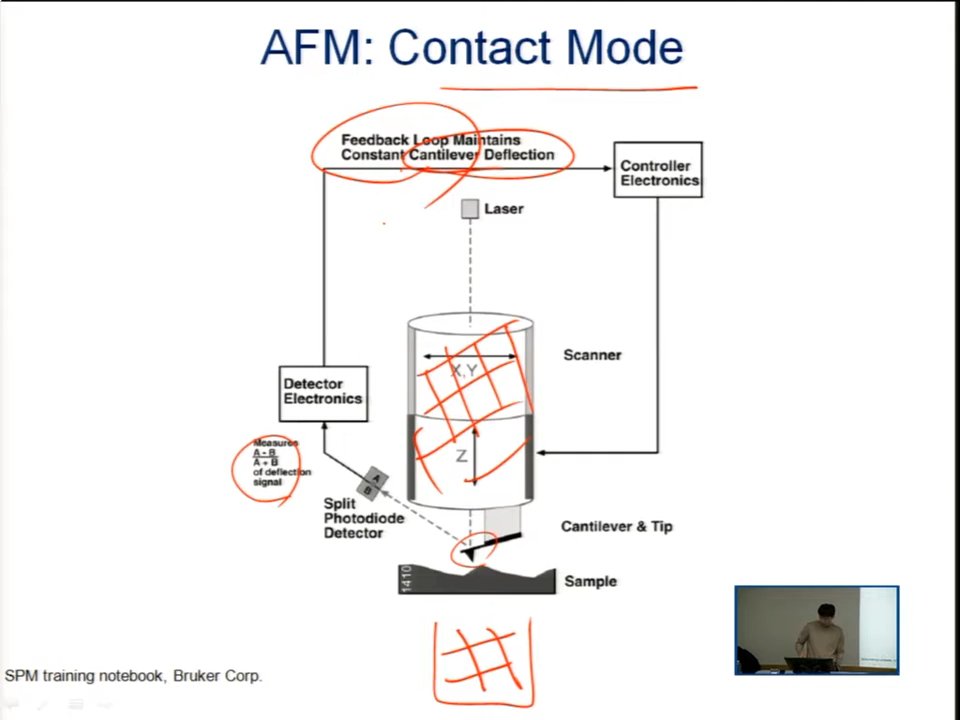 AFM: Contact Mode
Feedback Loop Maintains
Constant Cantilever Deflection
Controller
Electronics
Laser
Scanner
X,Y
Detector
Electronics
Measures
A - B
A + B
of deflection
signal
Z
A
B
Split
Photodiode
Detector
Cantilever & Tip
1410
Sample
SPM training notebook, Bruker Corp.